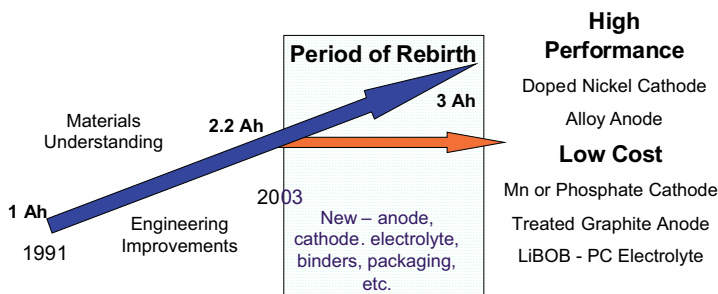 Period of Rebirth
3 Ah
2.2 Ah
Materials
Understanding
1 Ah
1991
Engineering
Improvements
2003
New – anode,
cathode. electrolyte,
binders, packaging,
etc.
High
Performance
Doped Nickel Cathode
Alloy Anode
Low Cost
Mn or Phosphate Cathode
Treated Graphite Anode
LiBOB - PC Electrolyte